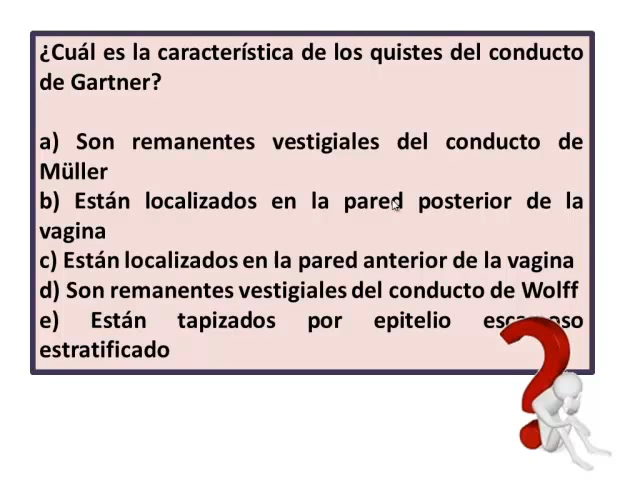 ¿Cuál es la característica de los quistes del conducto
de Gartner?
a) Son remanentes vestigiales del conducto de
Müller
b) Están localizados en la pared posterior de la
vagina
c) Están localizados en la pared anterior de la vagina
d) Son remanentes vestigiales del conducto de Wolff
e) Están tapizados por epitelio escamoso
estratificado